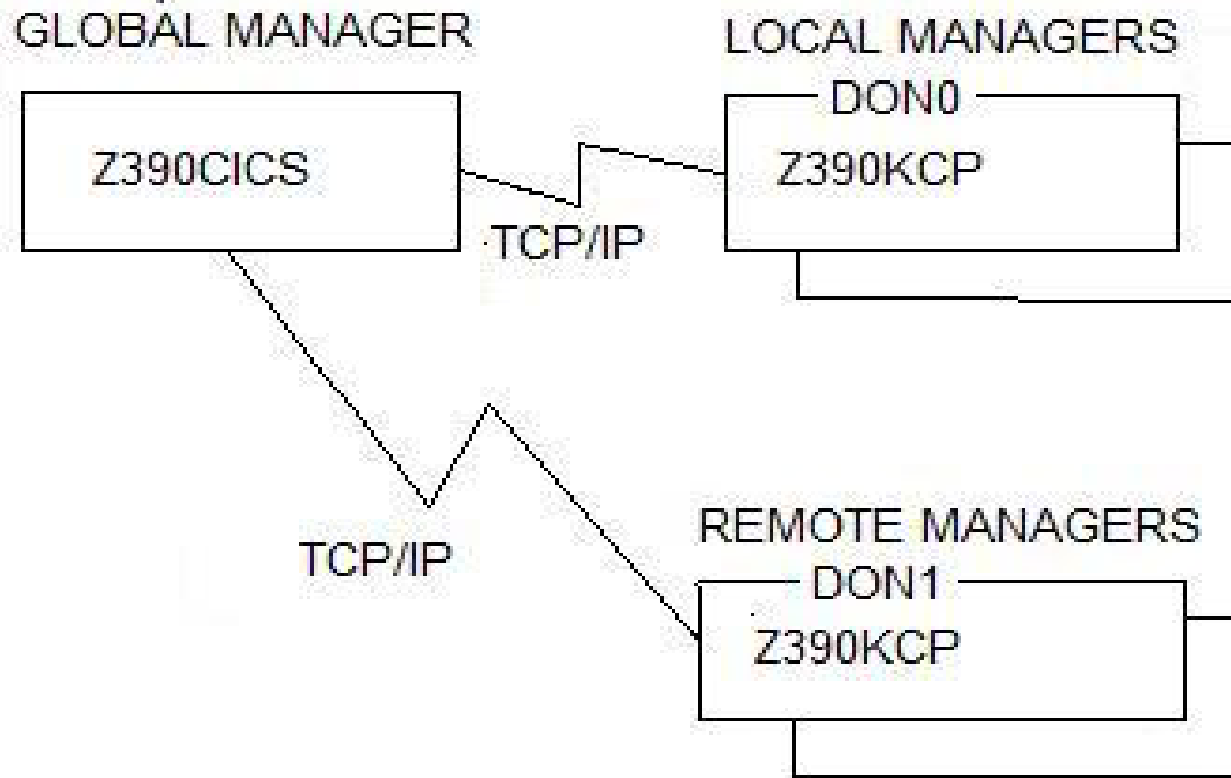 GLOBAL MANAGER
LOCAL MANAGERS
DON0
Z390CICS
Z390KCP
TCP/IP
REMOTE MANAGERS
TCP/IP
DON1
Z390KCP